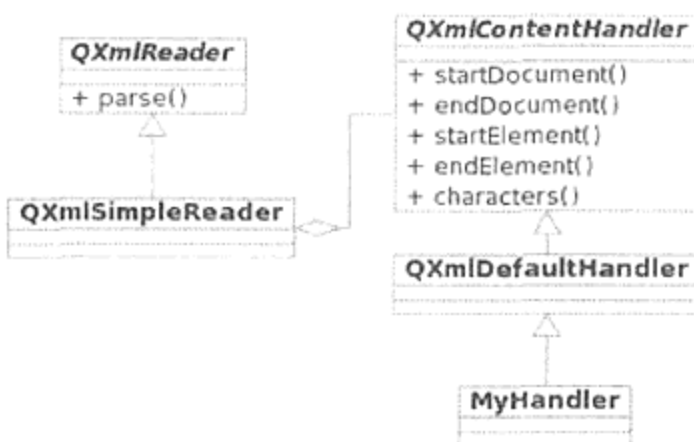 QXmlReader
+ parse()
QXmlSimpleReader
QXmlContentHandler
+ startDocument()
+ endDocument()
+ startElement()
+ endElement()
+ characters()
QXmlDefaultHandler
MyHandler